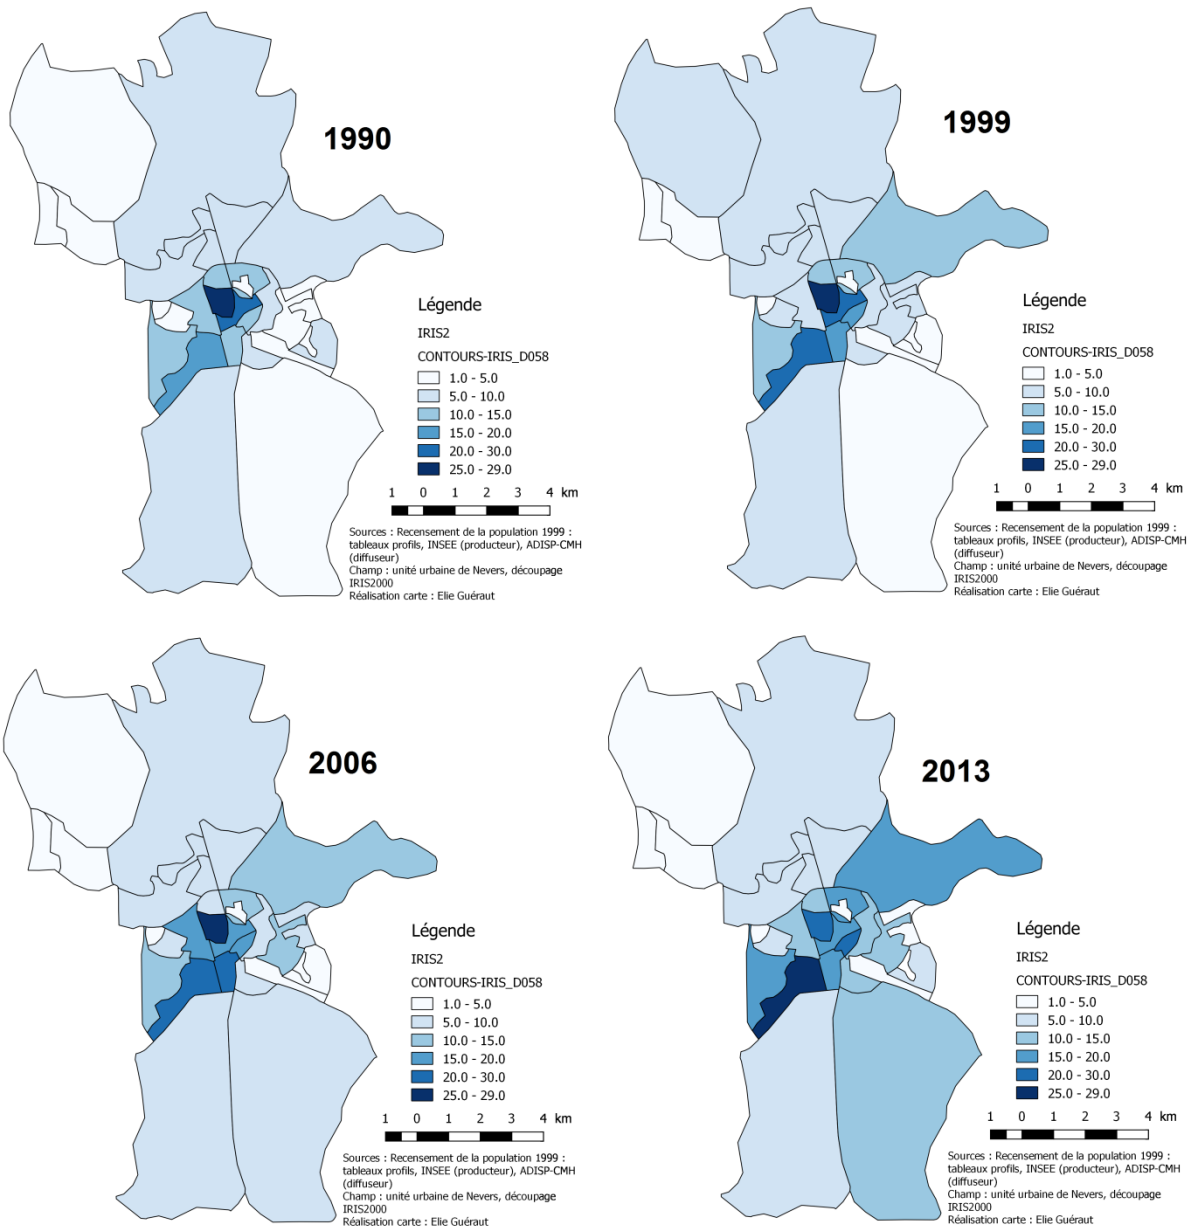 1990
Légende
IRIS2
CONTOURS-IRIS_D058
1.0 - 5.0
5.0 - 10.0
10.0 - 15.0
15.0 - 20.0
20.0 - 30.0
25.0 - 29.0
1 0 1 2 3 4 km
Sources : Recensement de la population 1999 :
tableaux profils, INSEE (producteur), ADISP-CMH
(diffuseur)
Champ : unité urbaine de Nevers, découpage
IRIS2000
Réalisation carte : Elie Guéraut
1999
Légende
IRIS2
CONTOURS-IRIS_D058
1.0 - 5.0
5.0 - 10.0
10.0 - 15.0
15.0 - 20.0
20.0 - 30.0
25.0 - 29.0
1 0 1 2 3 4 km
Sources : Recensement de la population 1999 :
tableaux profils, INSEE (producteur), ADISP-CMH
(diffuseur)
Champ : unité urbaine de Nevers, découpage
IRIS2000
Réalisation carte : Elie Guéraut
2006
Légende
IRIS2
CONTOURS-IRIS_D058
1.0 - 5.0
5.0 - 10.0
10.0 - 15.0
15.0 - 20.0
20.0 - 30.0
25.0 - 29.0
1 0 1 2 3 4 km
Sources : Recensement de la population 1999 :
tableaux profils, INSEE (producteur), ADISP-CMH
(diffuseur)
Champ : unité urbaine de Nevers, découpage
IRIS2000
Réalisation carte : Elie Guéraut
2013
Légende
IRIS2
CONTOURS-IRIS_D058
1.0 - 5.0
5.0 - 10.0
10.0 - 15.0
15.0 - 20.0
20.0 - 30.0
25.0 - 29.0
1 0 1 2 3 4 km
Sources : Recensement de la population 1999 :
tableaux profils, INSEE (producteur), ADISP-CMH
(diffuseur)
Champ : unité urbaine de Nevers, découpage
IRIS2000
Réalisation carte : Elie Guéraut